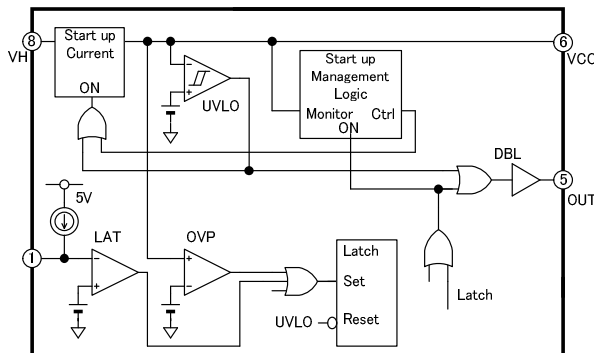 8
VH
Start up
Current
ON
UVLO
Start up
Management
Logic
Monitor Ctrl
ON
6
VCC
DBL
5
OUT
5V
1
LAT
OVP
Latch
Set
Reset
UVLO
Latch